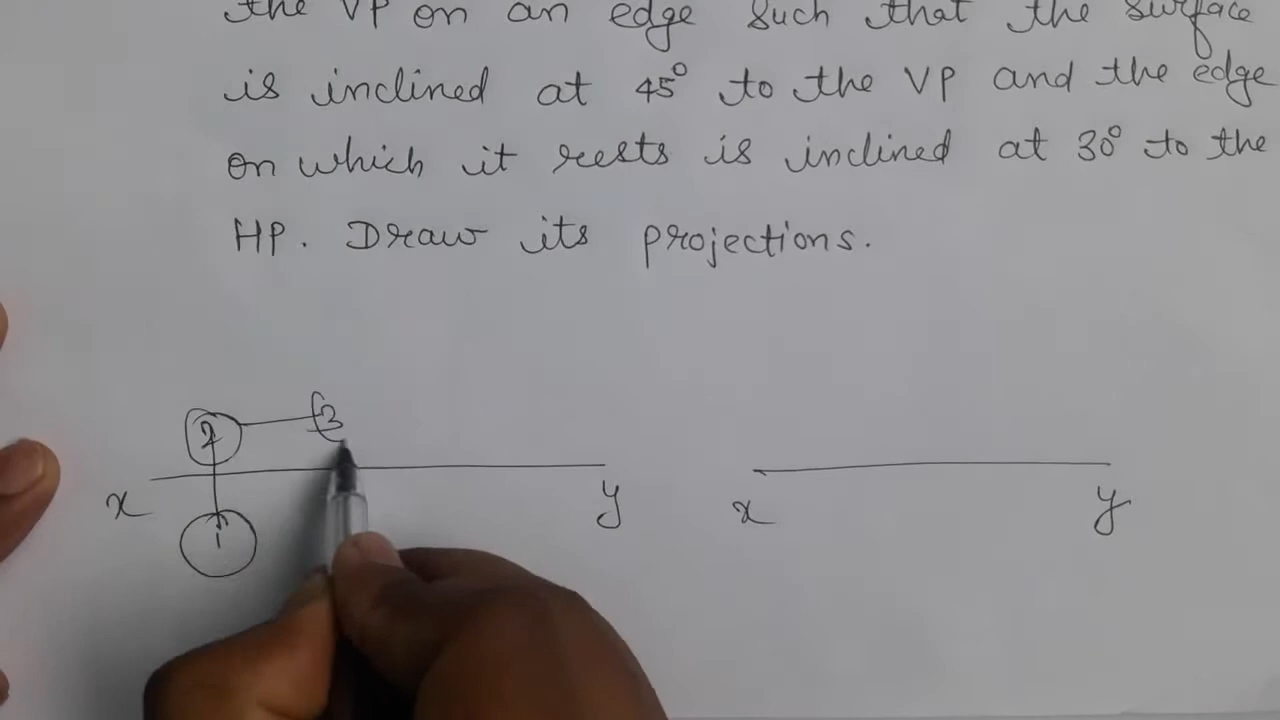 the VP on an edge such that the surface
is inclined at 45° to the VP and the edge
on which it rests is inclined at 30° to the
HP. Draw its projections.
2 3
x y x y
1